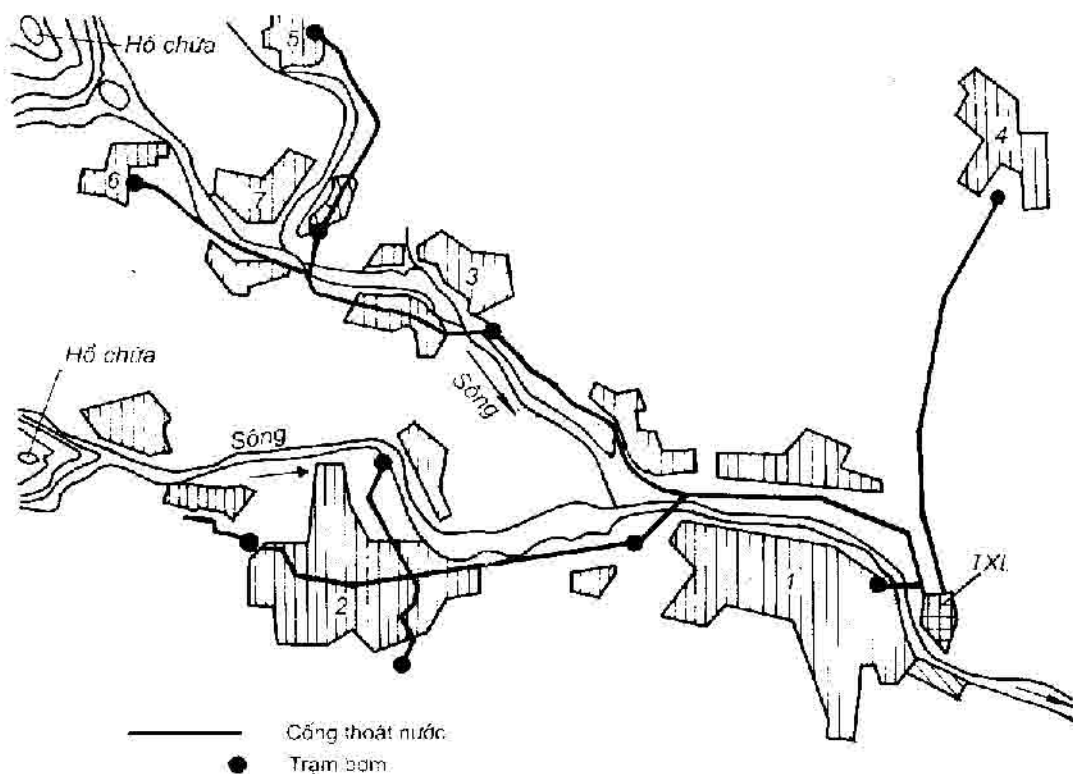 Hồ chứa
5
4
6
7
3
Hồ chứa
Sông
Sông
1
TXL
2
Cống thoát nước
Trạm bơm